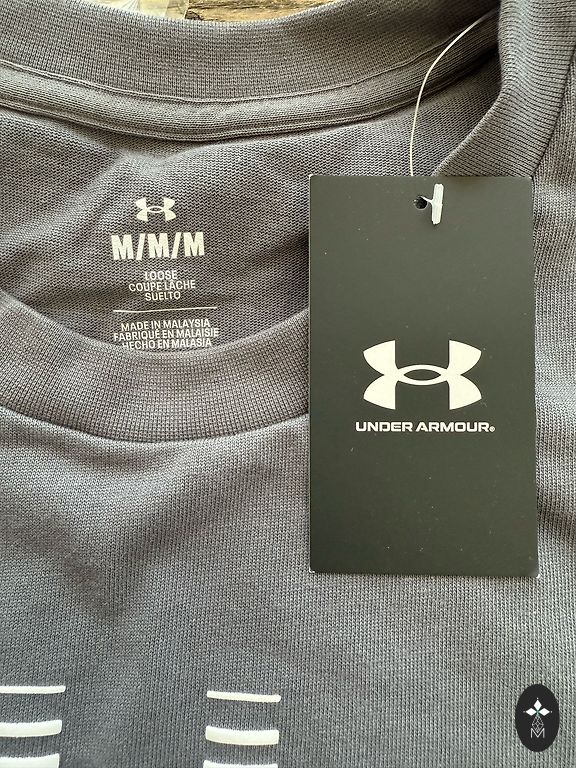 M/M/M
LOOSE
COUPE LÂCHE
SUELTO
MADE IN MALAYSIA
FABRIQUÉ EN MALAISIE
HECHO EN MALASIA
UNDER ARMOUR®
M